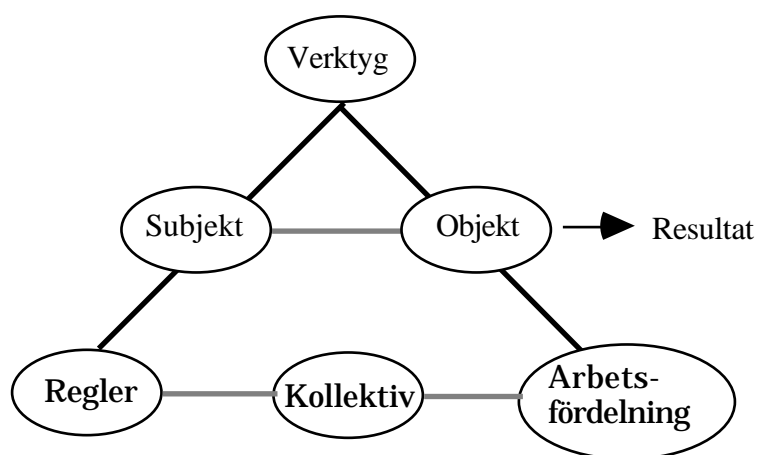 Verktyg
Subjekt
Objekt
Resultat
Regler
Kollektiv
Arbets-
fördelning